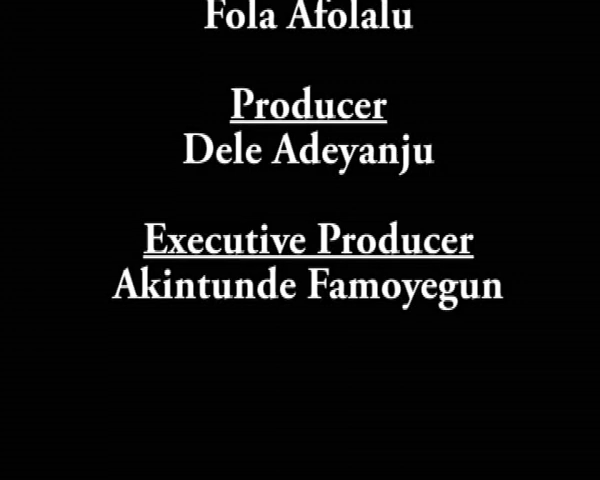 Fola Afolalu
Producer
Dele Adeyanju
Executive Producer
Akintunde Famoyegun